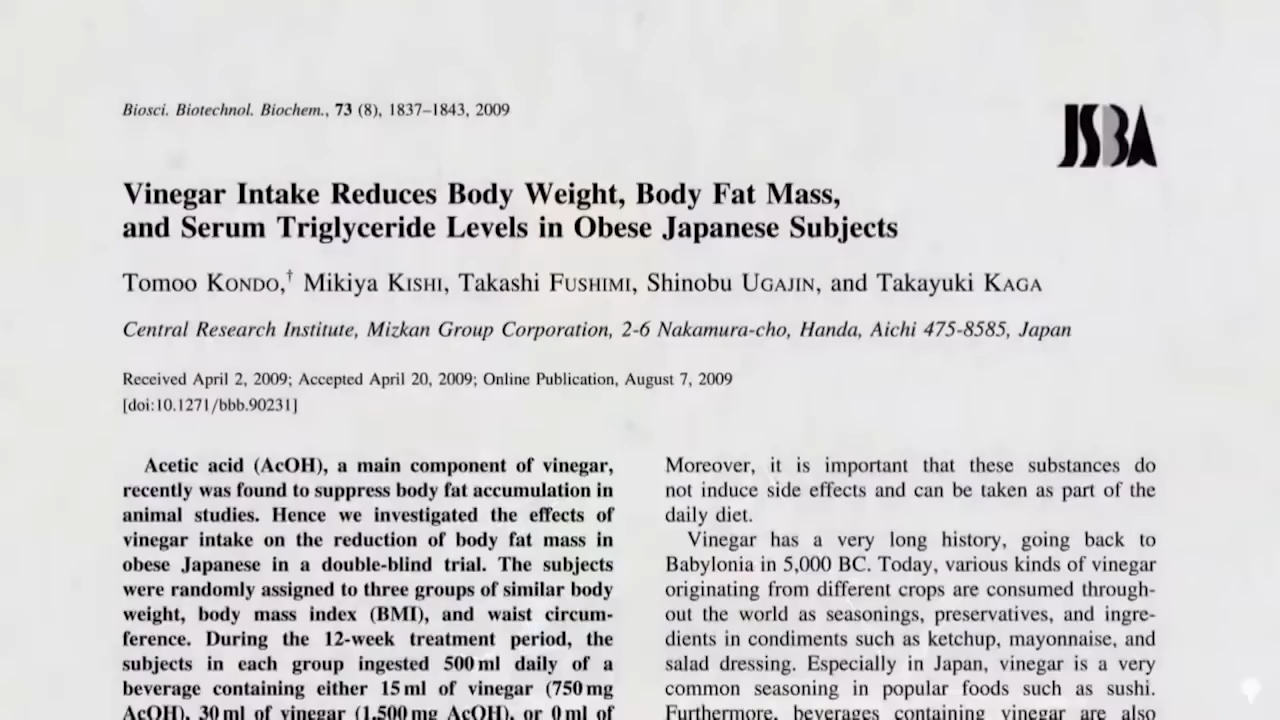 Biosci. Biotechnol. Biochem., 73 (8), 1837–1843, 2009
JSBA
Vinegar Intake Reduces Body Weight, Body Fat Mass,
and Serum Triglyceride Levels in Obese Japanese Subjects
Tomoo KONDO,† Mikiya KISHI, Takashi FUSHIMI, Shinobu UGAJIN, and Takayuki KAGA
Central Research Institute, Mizkan Group Corporation, 2-6 Nakamura-cho, Handa, Aichi 475-8585, Japan
Received April 2, 2009; Accepted April 20, 2009; Online Publication, August 7, 2009
[doi:10.1271/bbb.90231]
Acetic acid (AcOH), a main component of vinegar,
recently was found to suppress body fat accumulation in
animal studies. Hence we investigated the effects of
vinegar intake on the reduction of body fat mass in
obese Japanese in a double-blind trial. The subjects
were randomly assigned to three groups of similar body
weight, body mass index (BMI), and waist circum-
ference. During the 12-week treatment period, the
subjects in each group ingested 500 ml daily of a
beverage containing either 15 ml of vinegar (750 mg
AcOH), 30 ml of vinegar (1,500 mg AcOH), or 0 ml of
Moreover, it is important that these substances do
not induce side effects and can be taken as part of the
daily diet.
Vinegar has a very long history, going back to
Babylonia in 5,000 BC. Today, various kinds of vinegar
originating from different crops are consumed through-
out the world as seasonings, preservatives, and ingre-
dients in condiments such as ketchup, mayonnaise, and
salad dressing. Especially in Japan, vinegar is a very
common seasoning in popular foods such as sushi.
Furthermore, beverages containing vinegar are also